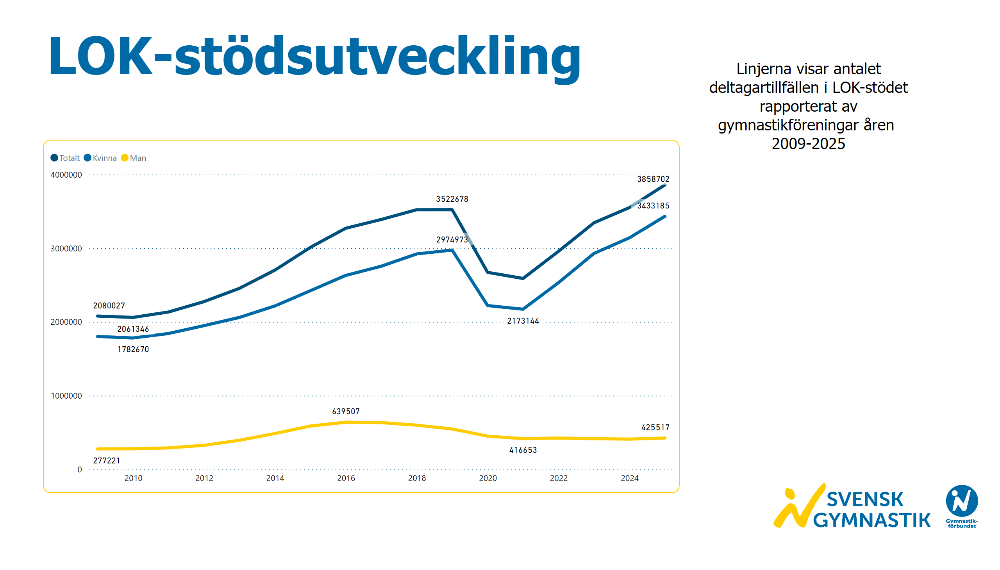 LOK-stödsutveckling
Linjerna visar antalet
deltagartillfällen i LOK-stödet
rapporterat av
gymnastikföreningar åren
2009-2025
Totalt Kvinna Man
4000000
3000000
2000000
1000000
0
3858702
3522678
3433185
2974973
2080027
2061346
2173144
1782670
639507
425517
416653
277221
2010 2012 2014 2016 2018 2020 2022 2024
SVENSK
GYMNASTIK
Gymnastik-
förbundet